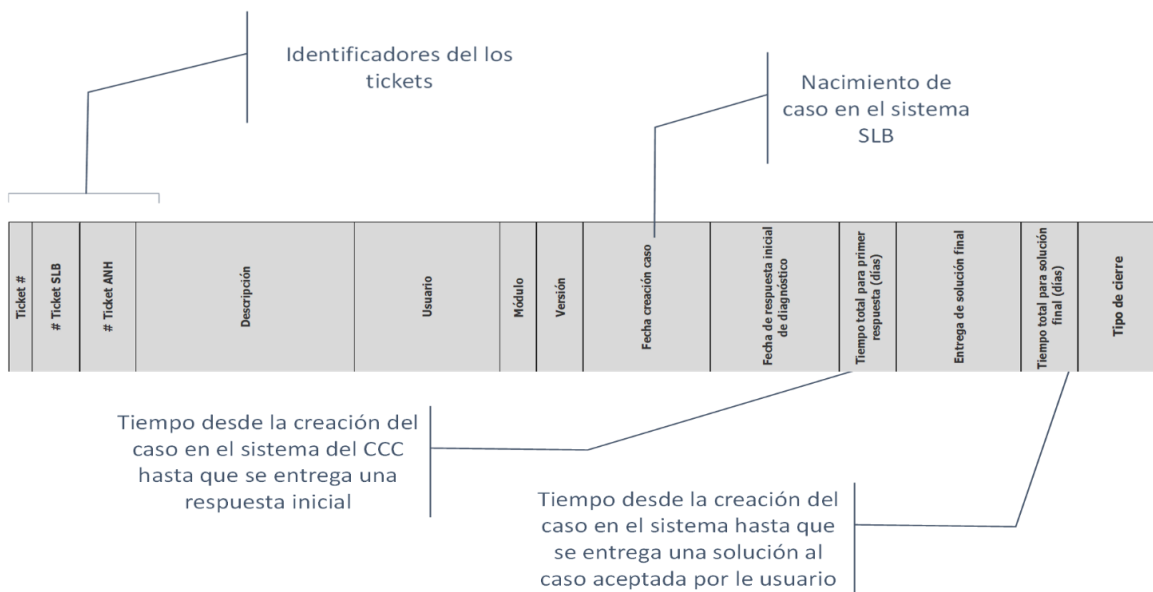 Identificadores del los
tickets
Nacimiento de
caso en el sistema
SLB
Ticket #
# Ticket SLB
# Ticket ANH
Descripción
Usuario
Módulo
Versión
Fecha creación caso
Fecha de respuesta inicial
de diagnóstico
Tiempo total para primer
respuesta (días)
Entrega de solución final
Tiempo total para solución
final (días)
Tipo de cierre
Tiempo desde la creación del
caso en el sistema del CCC
hasta que se entrega una
respuesta inicial
Tiempo desde la creación del
caso en el sistema hasta que
se entrega una solución al
caso aceptada por le usuario